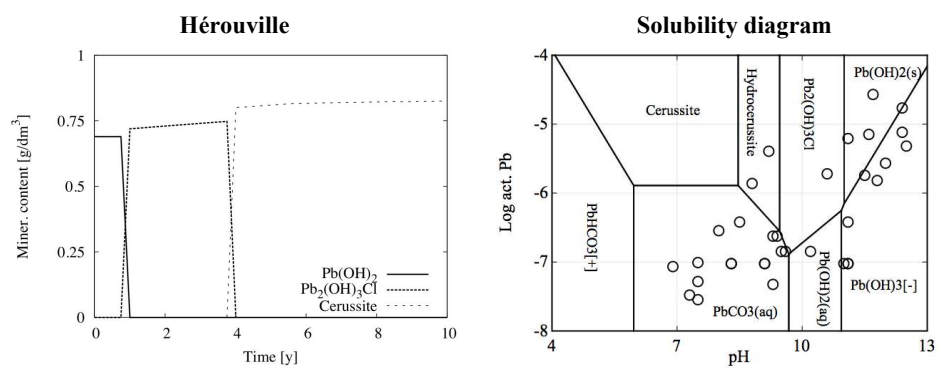 Hérouville
1
0.75
0.5
0.25
0
Miner. content [g/dm³]
Pb(OH)₂
Pb₂(OH)₃Cl
Cerussite
0 2 4 6 8 10
Time [y]
Solubility diagram
-4
-5
-6
-7
-8
Log act. Pb
Cerussite
Hydrocerussite
Pb2(OH)3Cl
Pb(OH)2(s)
PbHCO3[+]
PbCO3(aq)
Pb(OH)2(aq)
Pb(OH)3[-]
4 7 10 13
pH